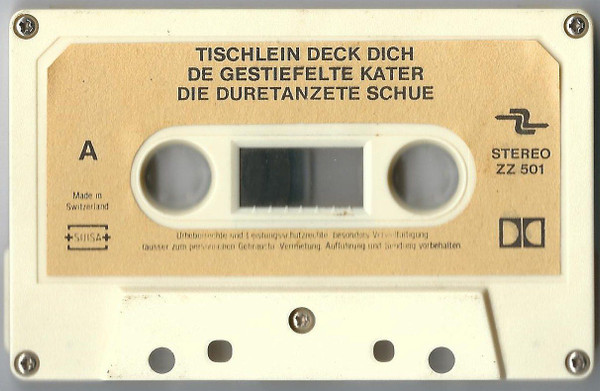 TISCHLEIN DECK DICH
DE GESTIEFELTE KATER
DIE DURETANZETE SCHUE
A
STEREO
ZZ 501
Made in
Switzerland
SUISA
Urheberrechte und Leistungsschutzrechte, besonders Vervielfältigung
(ausser zum persönlichen Gebrauch), Vermietung, Aufführung und Sendung vorbehalten